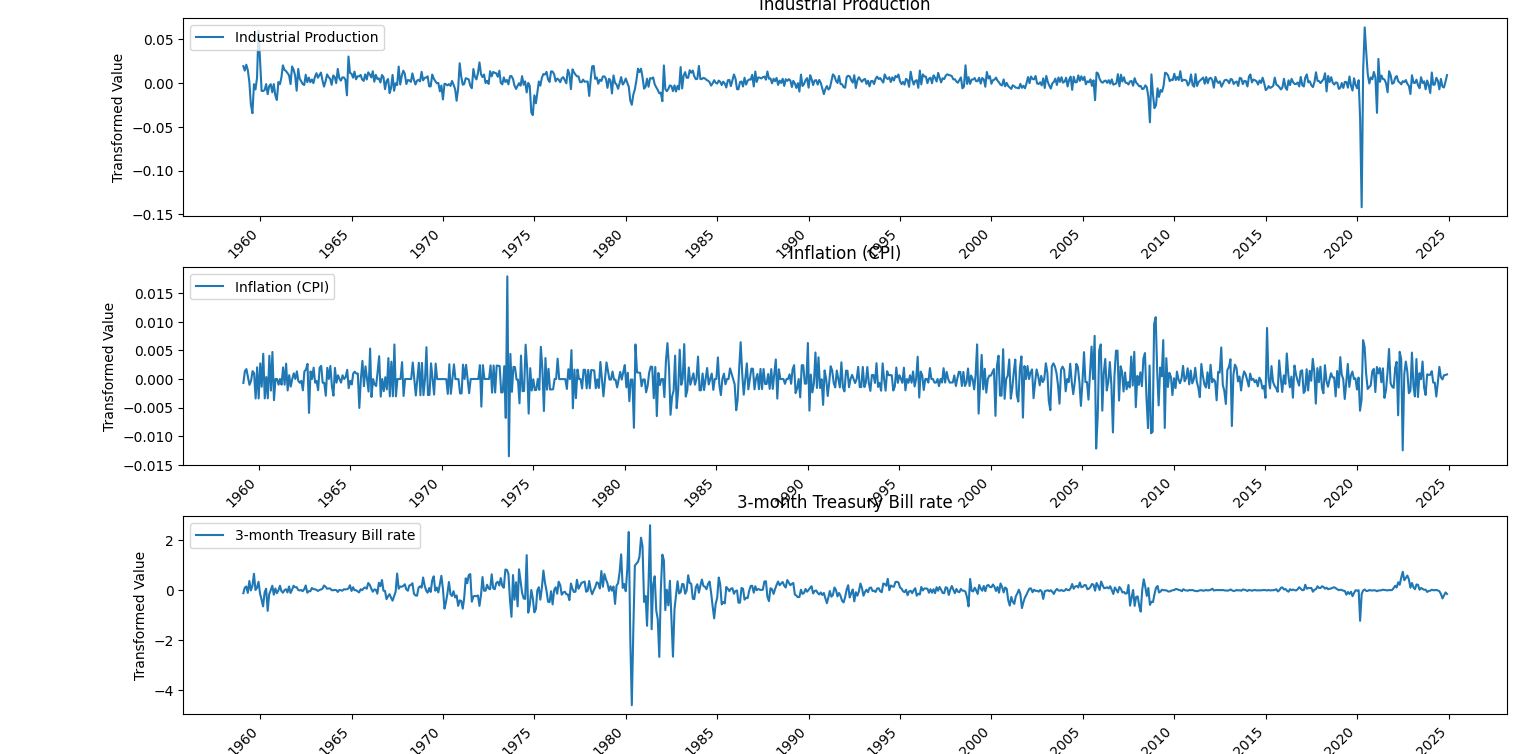 Industrial Production
Industrial Production
Transformed Value
0.05
0.00
−0.05
−0.10
−0.15
1960 1965 1970 1975 1980 1985 1990 1995 2000 2005 2010 2015 2020 2025
Inflation (CPI)
Inflation (CPI)
Transformed Value
0.015
0.010
0.005
0.000
−0.005
−0.010
−0.015
1960 1965 1970 1975 1980 1985 1990 1995 2000 2005 2010 2015 2020 2025
3-month Treasury Bill rate
3-month Treasury Bill rate
Transformed Value
2
0
−2
−4
1960 1965 1970 1975 1980 1985 1990 1995 2000 2005 2010 2015 2020 2025